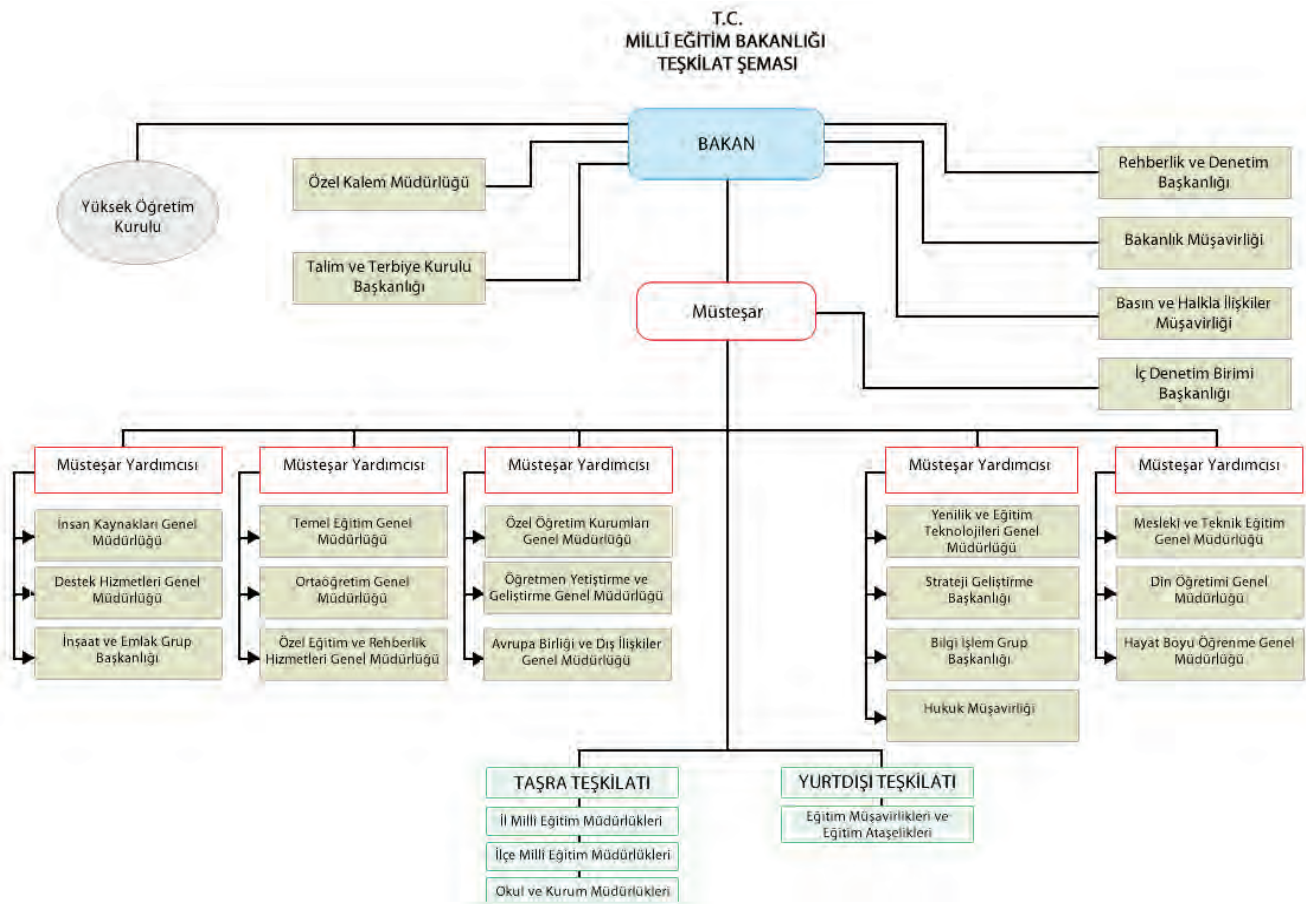 T.C.
MİLLÎ EĞİTİM BAKANLIĞI
TEŞKİLAT ŞEMASI
BAKAN
Yüksek Öğretim
Kurulu
Özel Kalem Müdürlüğü
Talim ve Terbiye Kurulu
Başkanlığı
Rehberlik ve Denetim
Başkanlığı
Bakanlık Müşavirliği
Basın ve Halkla İlişkiler
Müşavirliği
Müsteşar
İç Denetim Birimi
Başkanlığı
Müsteşar Yardımcısı
İnsan Kaynakları Genel
Müdürlüğü
Destek Hizmetleri Genel
Müdürlüğü
İnşaat ve Emlak Grup
Başkanlığı
Müsteşar Yardımcısı
Temel Eğitim Genel
Müdürlüğü
Ortaöğretim Genel
Müdürlüğü
Özel Eğitim ve Rehberlik
Hizmetleri Genel Müdürlüğü
Müsteşar Yardımcısı
Özel Öğretim Kurumları
Genel Müdürlüğü
Öğretmen Yetiştirme ve
Geliştirme Genel Müdürlüğü
Avrupa Birliği ve Dış İlişkiler
Genel Müdürlüğü
Müsteşar Yardımcısı
Yenilik ve Eğitim
Teknolojileri Genel
Müdürlüğü
Strateji Geliştirme
Başkanlığı
Bilgi İşlem Grup
Başkanlığı
Hukuk Müşavirliği
Müsteşar Yardımcısı
Meslekî ve Teknik Eğitim
Genel Müdürlüğü
Din Öğretimi Genel
Müdürlüğü
Hayat Boyu Öğrenme Genel
Müdürlüğü
TAŞRA TEŞKİLATI
İl Millî Eğitim Müdürlükleri
İlçe Millî Eğitim Müdürlükleri
Okul ve Kurum Müdürlükleri
YURTDIŞI TEŞKİLATI
Eğitim Müşavirlikleri ve
Eğitim Ataşelikleri